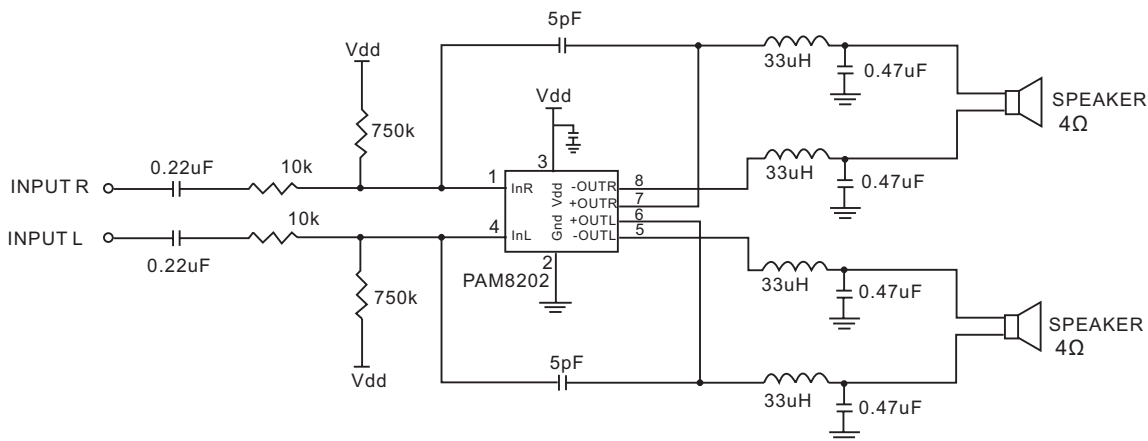 5pF
Vdd
33uH
0.47uF
Vdd
SPEAKER
4Ω
750k
3
0.22uF
10k
33uH
0.47uF
INPUT R
1
InR
Vdd
-OUTR
8
+OUTR
7
10k
+OUTL
6
INPUT L
4
InL
Gnd
-OUTL
5
0.22uF
2
PAM8202
33uH
0.47uF
750k
SPEAKER
4Ω
5pF
Vdd
33uH
0.47uF